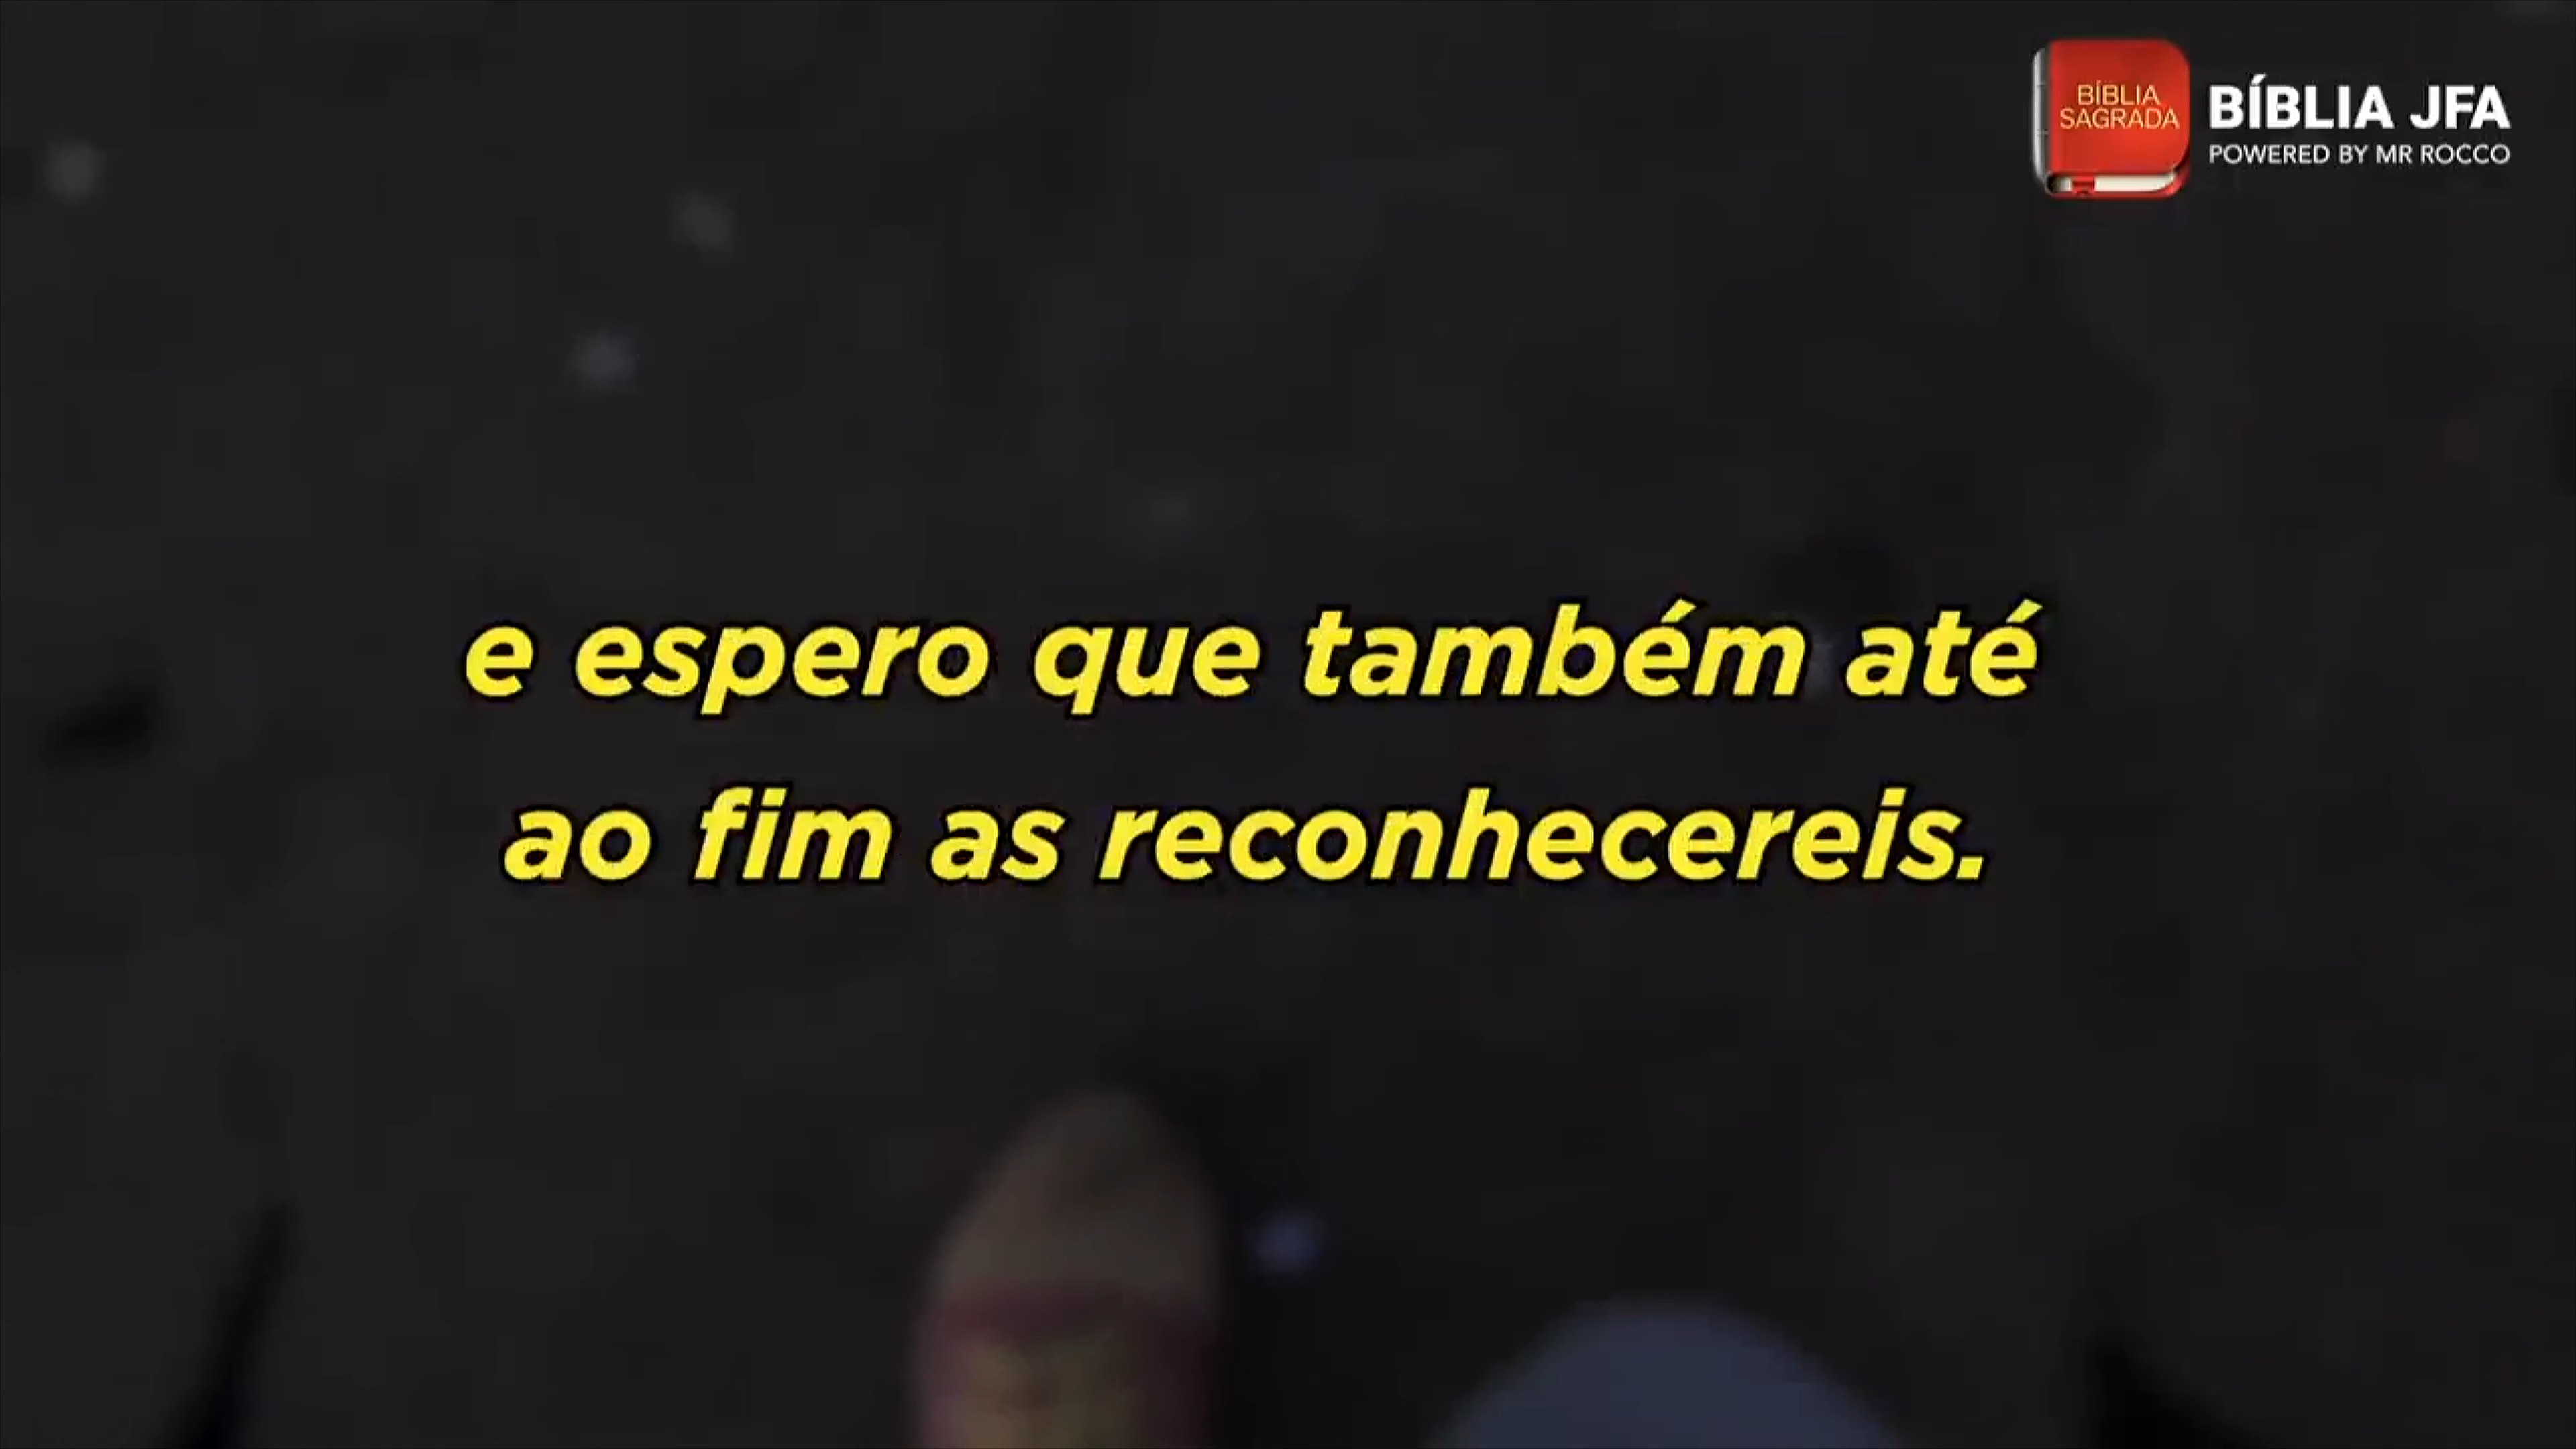 BÍBLIA
SAGRADA
BÍBLIA JFA
POWERED BY MR ROCCO
e espero que também até
ao fim as reconhecereis.